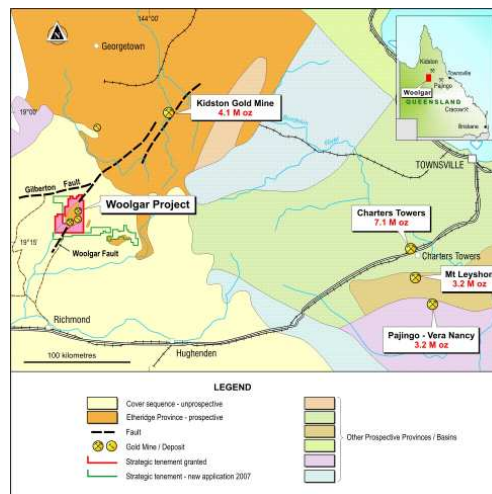 144°00'
Georgetown
Kidston
Townsville
Pajingo
Woolgar
QUEENSLAND
Cracow
Brisbane
19°00'
Kidston Gold Mine
4.1 M oz
TOWNSVILLE
Gilberton Fault
Woolgar Project
Charters Towers
7.1 M oz
19°15'
Charters Towers
Woolgar Fault
Mt Leyshon
3.2 M oz
Pajingo - Vera Nancy
3.2 M oz
Richmond
Hughenden
100 kilometres
LEGEND
Cover sequence - unprospective
Etheridge Province - prospective
Fault
Gold Mine / Deposit
Strategic tenement granted
Strategic tenement - new application 2007
Other Prospective Provinces / Basins